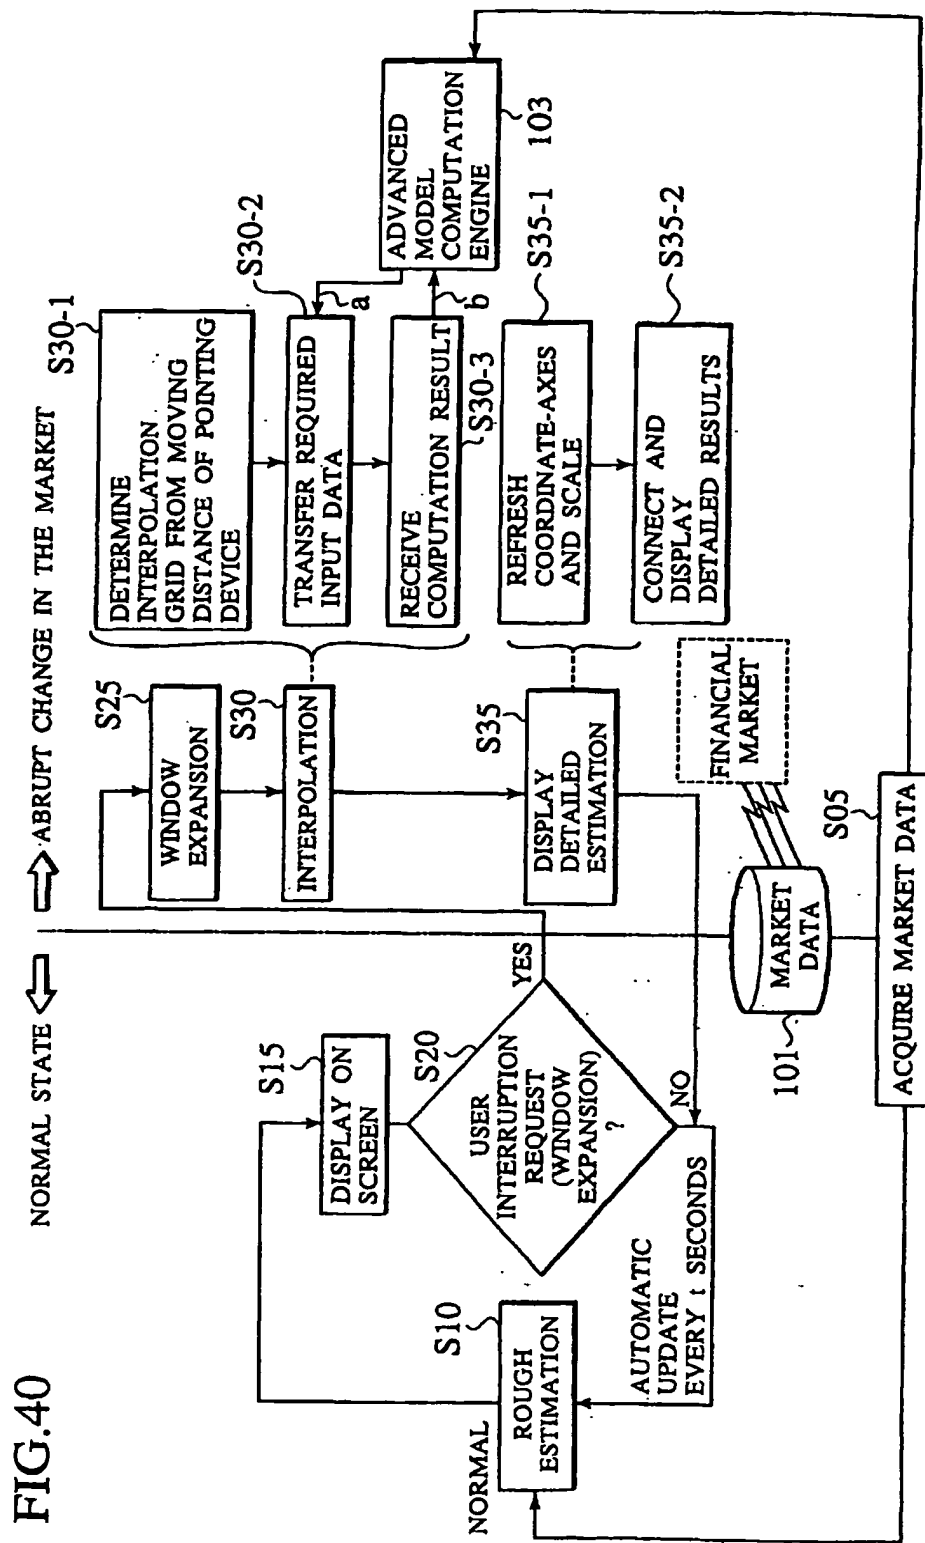 FIG.40
NORMAL STATE
ABRUPT CHANGE IN THE MARKET
NORMAL
S10
ROUGH
ESTIMATION
AUTOMATIC
UPDATE
EVERY t SECONDS
S15
DISPLAY ON
SCREEN
S20
USER
INTERRUPTION
REQUEST
(WINDOW
EXPANSION)
?
YES
NO
S25
WINDOW
EXPANSION
S30
INTERPOLATION
S35
DISPLAY
DETAILED
ESTIMATION
S30-1
DETERMINE
INTERPOLATION
GRID FROM MOVING
DISTANCE OF POINTING
DEVICE
S30-2
TRANSFER REQUIRED
INPUT DATA
RECEIVE
COMPUTATION RESULT
S30-3
a
b
ADVANCED
MODEL
COMPUTATION
ENGINE
103
REFRESH
COORDINATE-AXES
AND SCALE
S35-1
CONNECT AND
DISPLAY
DETAILED RESULTS
S35-2
FINANCIAL
MARKET
MARKET
DATA
101
S05
ACQUIRE MARKET DATA